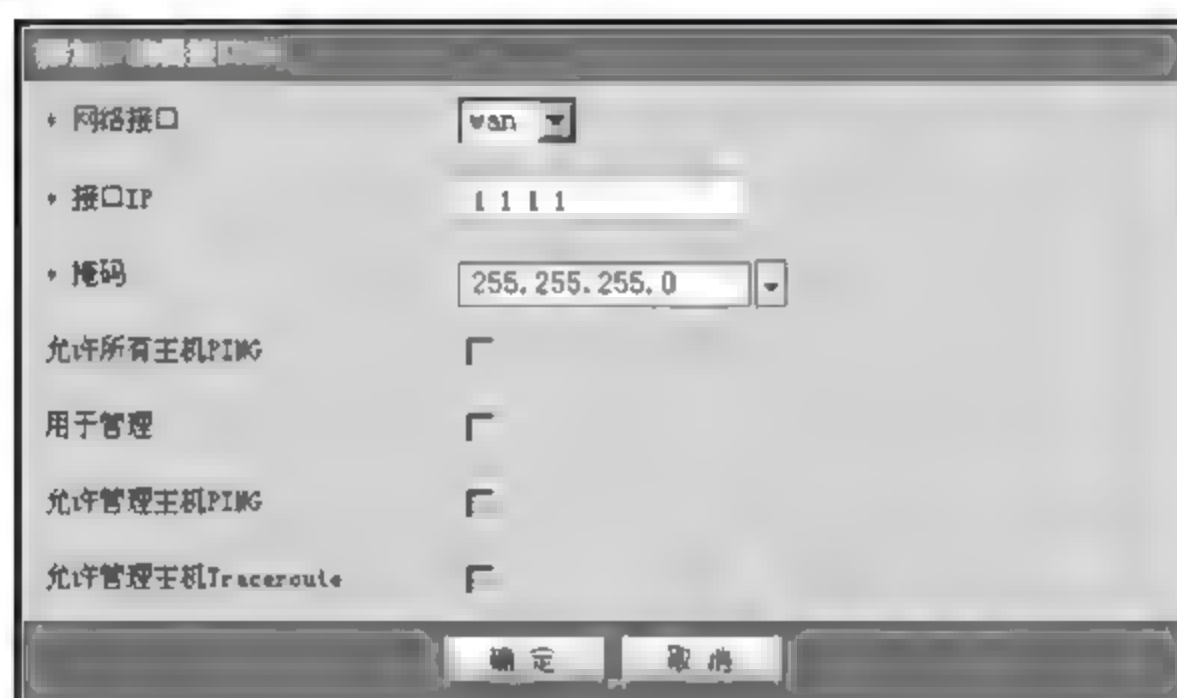 * 网络接口
wan
* 接口IP
1 1 1 1
* 掩码
255.255.255.0
允许所有主机PING
用于管理
允许管理主机PING
允许管理主机Traceroute
确定
取消